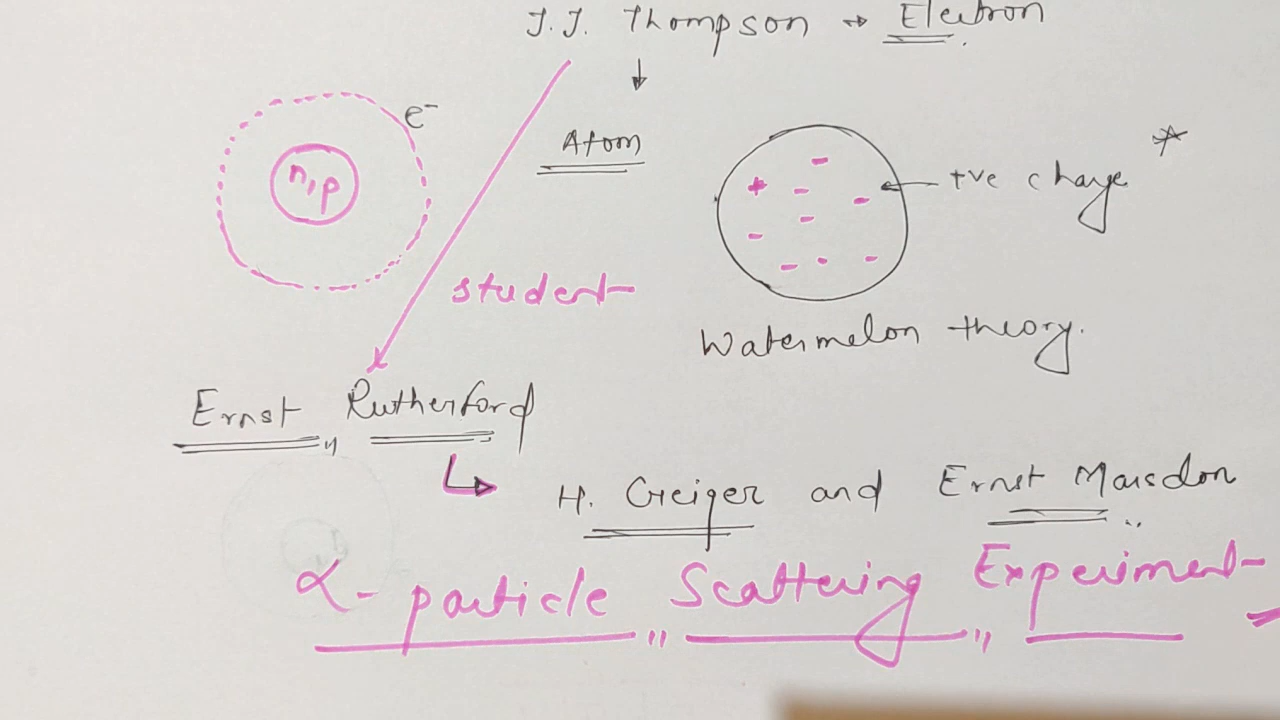 J.J. Thompson → Electron
Atom
e⁻
n, p
+ve charge
student
Watermelon theory.
Ernst Rutherford
H. Geiger and Ernst Marsdon
α-particle Scattering Experiment